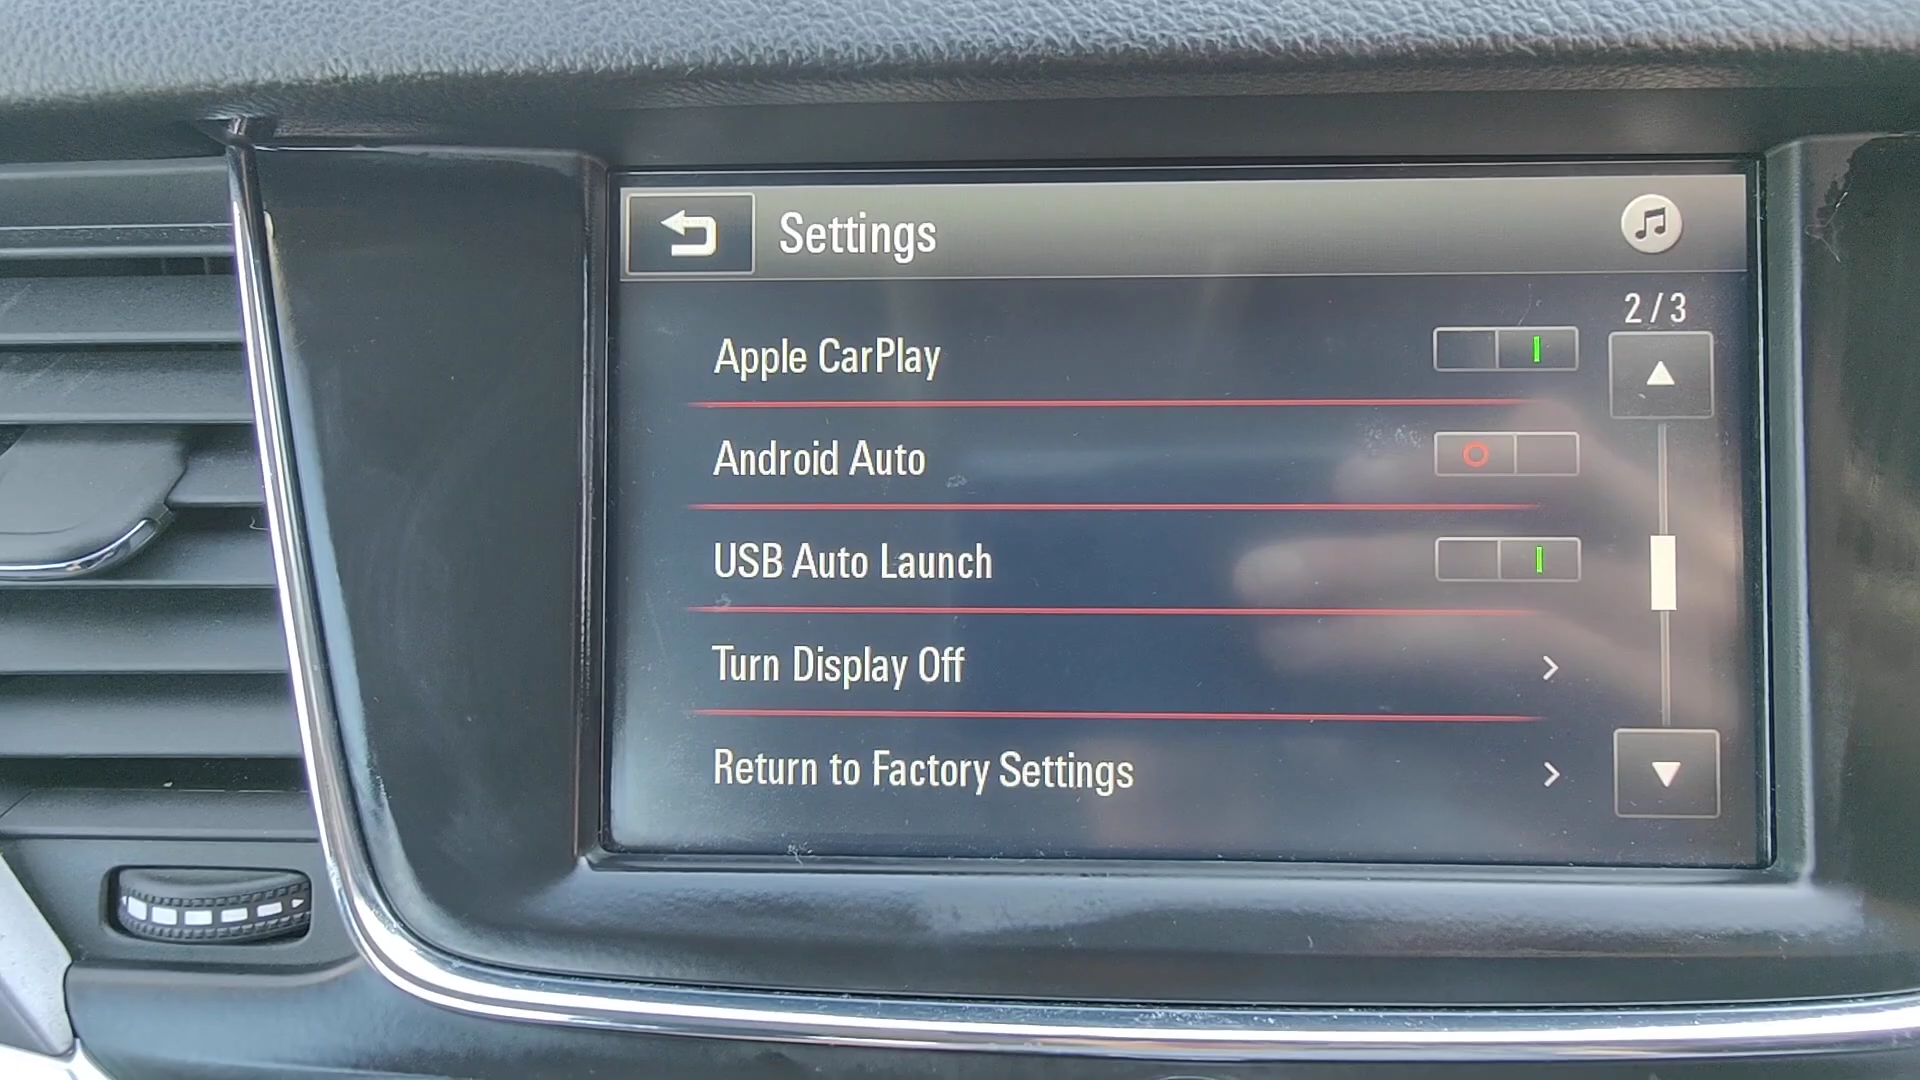 Settings
2/3
Apple CarPlay
Android Auto
USB Auto Launch
Turn Display Off
Return to Factory Settings